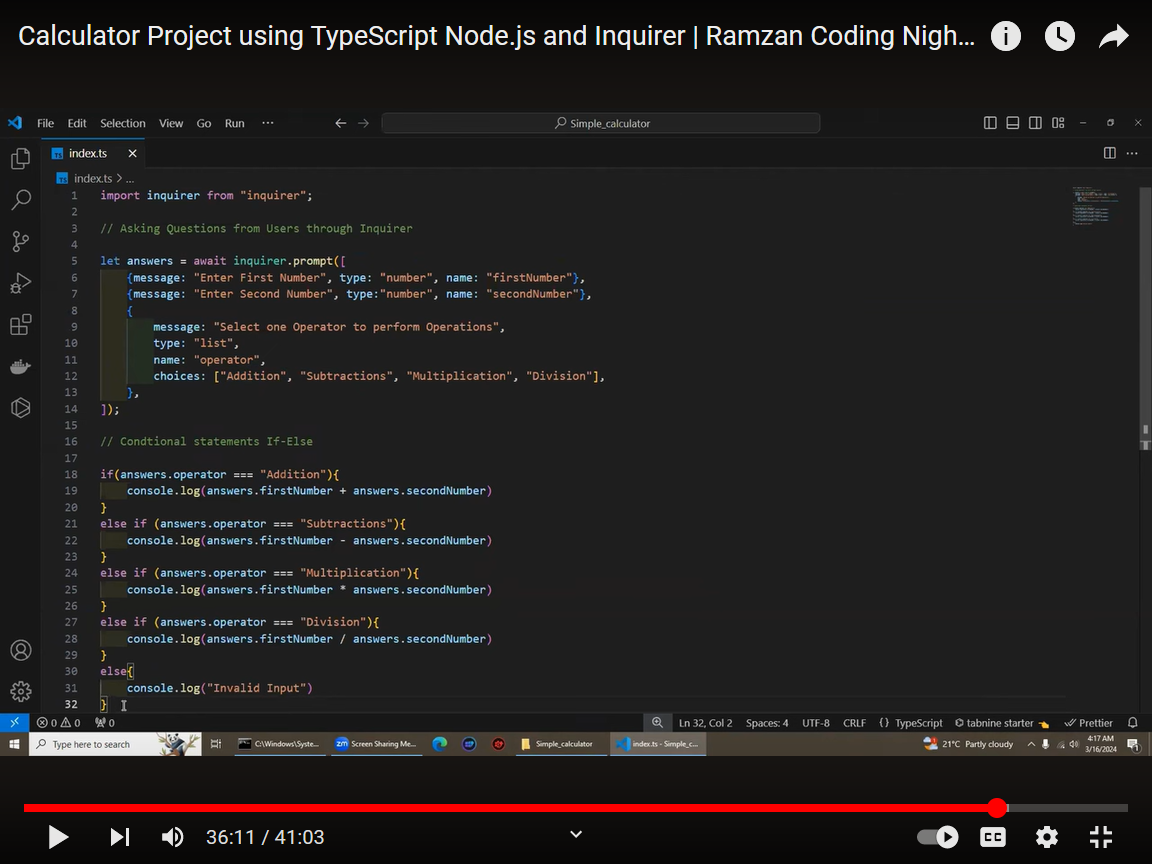 Calculator Project using TypeScript Node.js and Inquirer | Ramzan Coding Nigh...
File Edit Selection View Go Run ··· Simple_calculator
index.ts
index.ts > ...
1 import inquirer from "inquirer";
2
3 // Asking Questions from Users through Inquirer
4
5 let answers = await inquirer.prompt([
6 {message: "Enter First Number", type: "number", name: "firstNumber"},
7 {message: "Enter Second Number", type:"number", name: "secondNumber"},
8 {
9 message: "Select one Operator to perform Operations",
10 type: "list",
11 name: "operator",
12 choices: ["Addition", "Subtractions", "Multiplication", "Division"],
13 },
14 ]);
15
16 // Condtional statements If-Else
17
18 if(answers.operator === "Addition"){
19 console.log(answers.firstNumber + answers.secondNumber)
20 }
21 else if (answers.operator === "Subtractions"){
22 console.log(answers.firstNumber - answers.secondNumber)
23 }
24 else if (answers.operator === "Multiplication"){
25 console.log(answers.firstNumber * answers.secondNumber)
26 }
27 else if (answers.operator === "Division"){
28 console.log(answers.firstNumber / answers.secondNumber)
29 }
30 else{
31 console.log("Invalid Input")
32 }
0 0 0 Ln 32, Col 2 Spaces: 4 UTF-8 CRLF {} TypeScript tabnine starter Prettier
Type here to search C:\Windows\Syste... zm Screen Sharing Me... Simple_calculator index.ts - Simple_c... 21°C Partly cloudy 4:17 AM
3/16/2024
36:11 / 41:03 CC